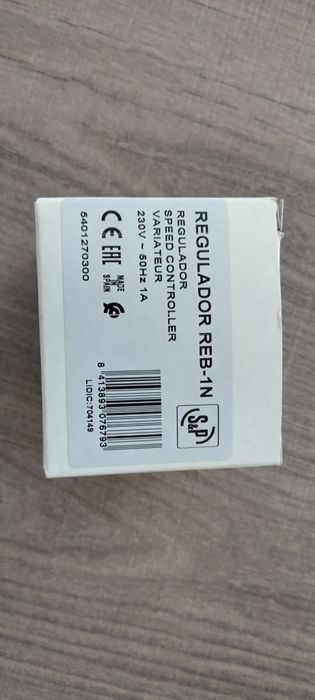 REGULADOR REB-1N
REGULADOR
SPEED CONTROLLER
VARIATEUR
230V ~ 50Hz 1A
S&P
CE EAC
MADE
IN
SPAIN
5401270300
8 413893 076793
LIDIC:704149